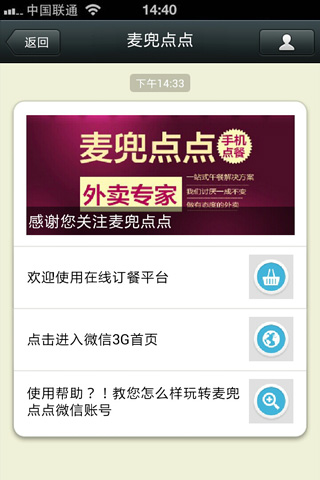 中国联通
14:40
返回
麦兜点点
下午14:33
麦兜点点
手机
点餐
外卖专家
一站式午餐解决方案
我们讨厌一成不变
做有态度的外卖
感谢您关注麦兜点点
欢迎使用在线订餐平台
点击进入微信3G首页
使用帮助？！教您怎么样玩转麦兜
点点微信账号